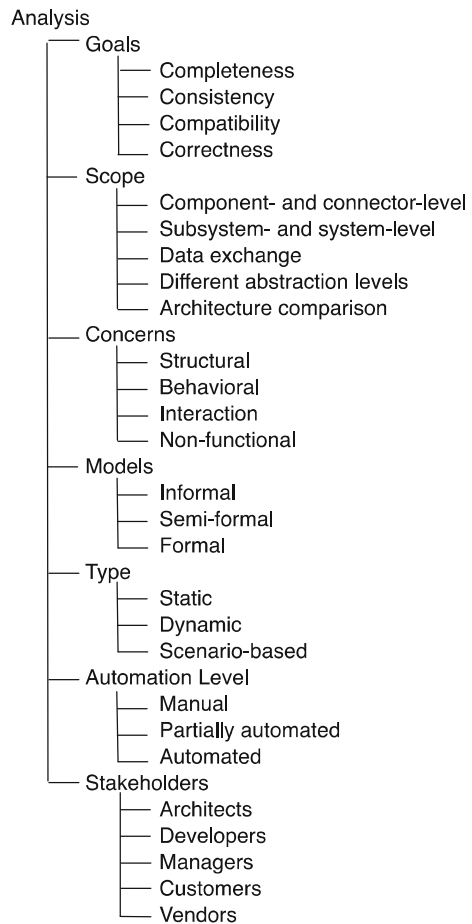 Analysis
Goals
Completeness
Consistency
Compatibility
Correctness
Scope
Component- and connector-level
Subsystem- and system-level
Data exchange
Different abstraction levels
Architecture comparison
Concerns
Structural
Behavioral
Interaction
Non-functional
Models
Informal
Semi-formal
Formal
Type
Static
Dynamic
Scenario-based
Automation Level
Manual
Partially automated
Automated
Stakeholders
Architects
Developers
Managers
Customers
Vendors